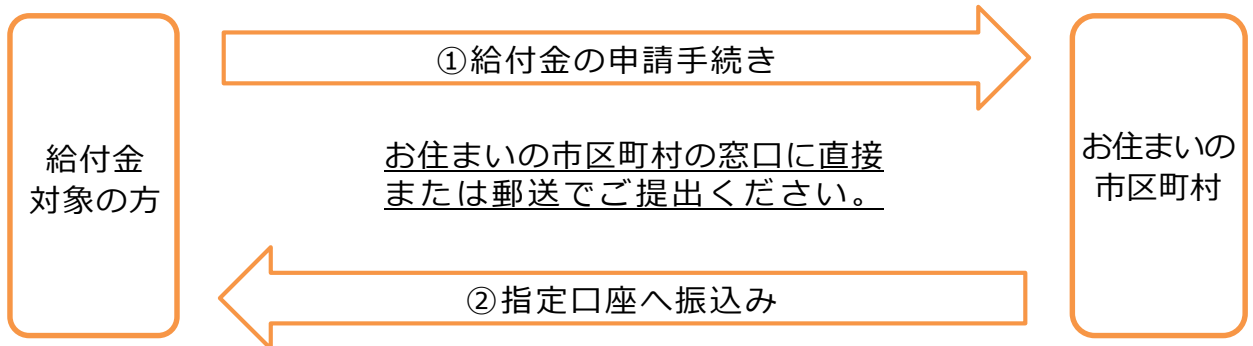 ①給付金の申請手続き
給付金
対象の方
お住まいの市区町村の窓口に直接
または郵送でご提出ください。
お住まいの
市区町村
②指定口座へ振込み